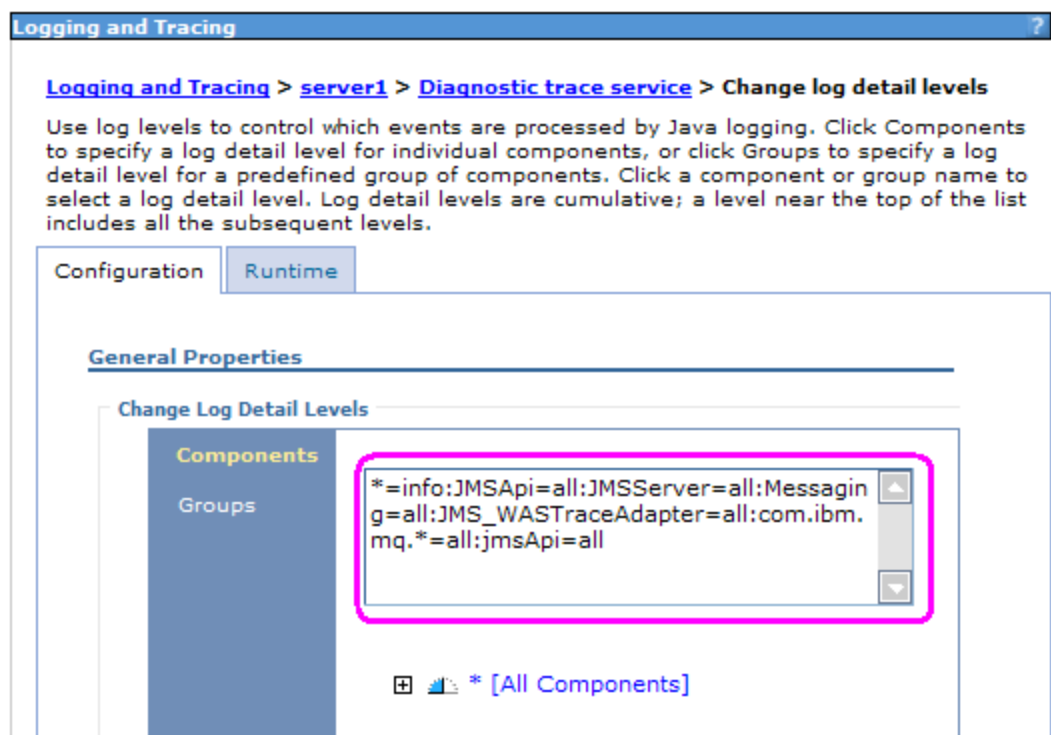 Logging and Tracing ?
Logging and Tracing > server1 > Diagnostic trace service > Change log detail levels
Use log levels to control which events are processed by Java logging. Click Components
to specify a log detail level for individual components, or click Groups to specify a log
detail level for a predefined group of components. Click a component or group name to
select a log detail level. Log detail levels are cumulative; a level near the top of the list
includes all the subsequent levels.
Configuration Runtime
General Properties
Change Log Detail Levels
Components
Groups
*=info:JMSApi=all:JMSServer=all:Messagin
g=all:JMS_WASTraceAdapter=all:com.ibm.
mq.*=all:jmsApi=all
* [All Components]